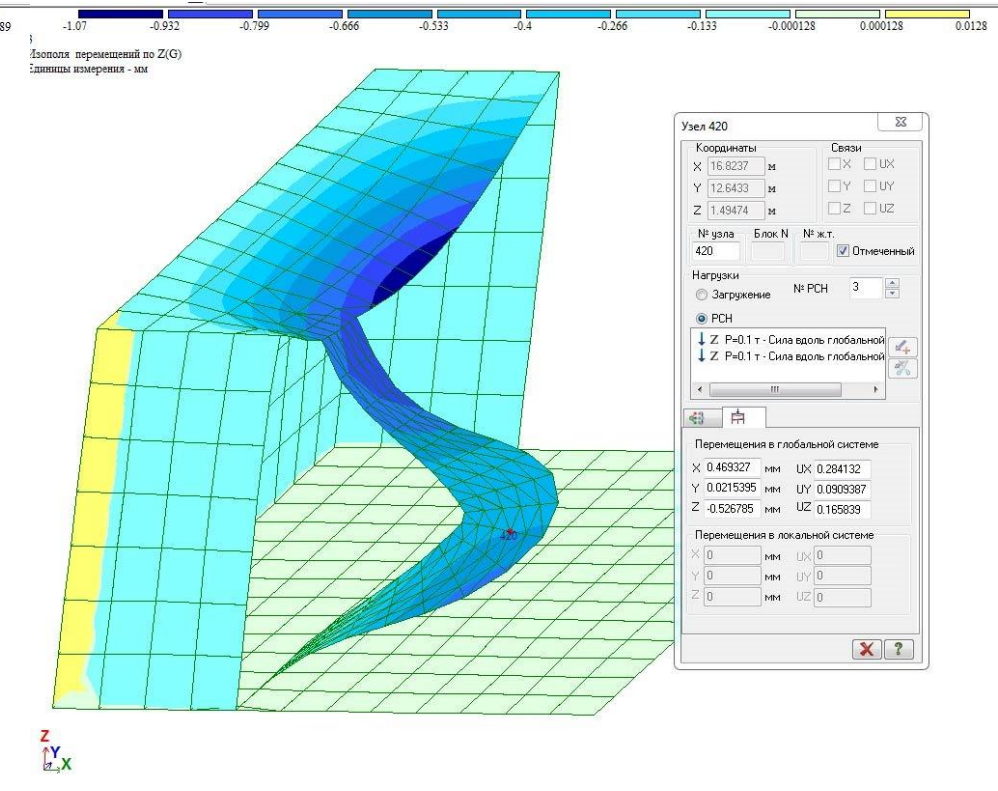 89 -1.07 -0.932 -0.799 -0.666 -0.533 -0.4 -0.266 -0.133 -0.000128 0.000128 0.0128
Изополя перемещений по Z(G)
Единицы измерения - мм
Узел 420
Координаты Связи
X 16.8237 м X UX
Y 12.6433 м Y UY
Z 1.49474 м Z UZ
№ узла Блок N № ж.т.
420 Отмеченный
Нагрузки
Загружение № РСН 3
РСН
Z P=0.1 т - Сила вдоль глобальной
Z P=0.1 т - Сила вдоль глобальной
Перемещения в глобальной системе
X 0.469327 мм UX 0.284132
Y 0.0215395 мм UY 0.0909387
Z -0.526785 мм UZ 0.165839
Перемещения в локальной системе
X 0 мм UX 0
Y 0 мм UY 0
Z 0 мм UZ 0
?
420
Z
Y
X